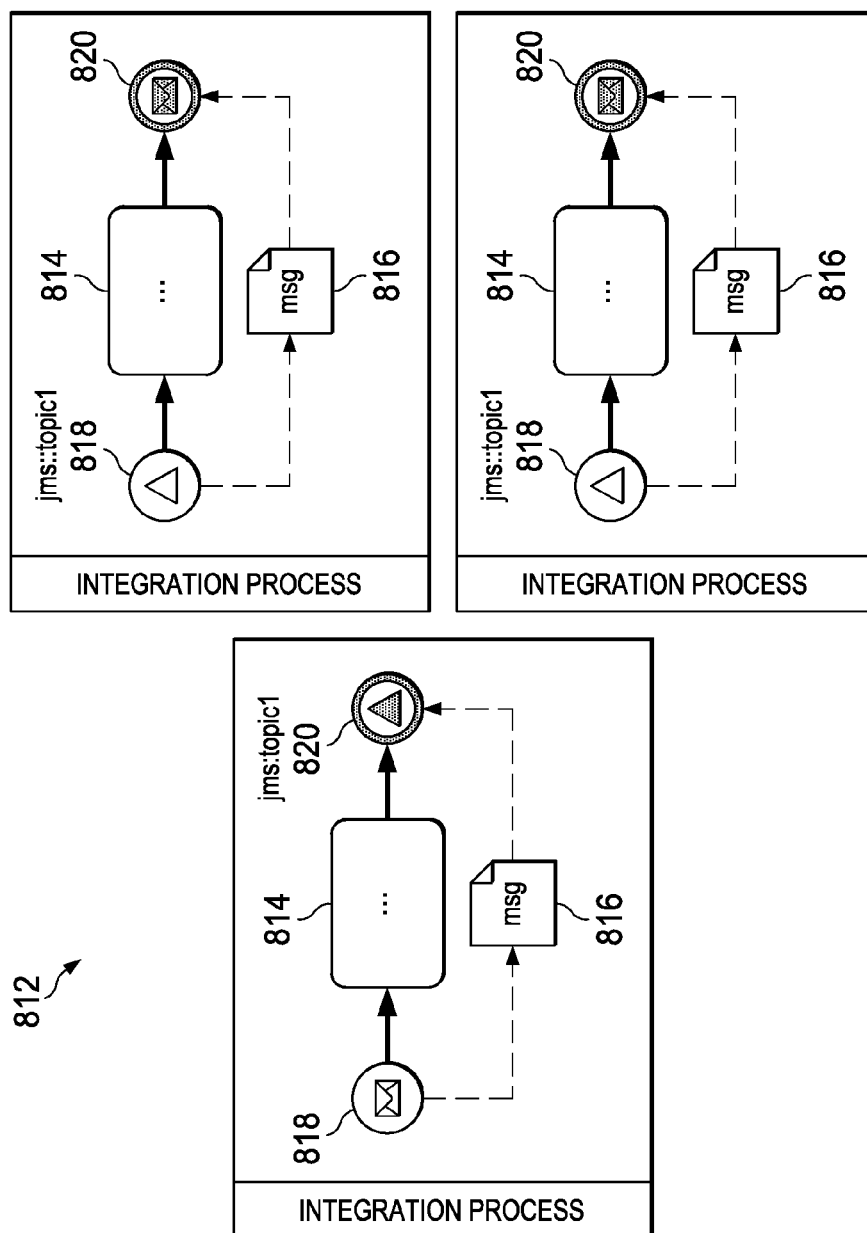 812
INTEGRATION PROCESS
818
814
...
msg
816
jms:topic1
820
INTEGRATION PROCESS
jms::topic1
818
814
...
msg
816
820
INTEGRATION PROCESS
jms::topic1
818
814
...
msg
816
820